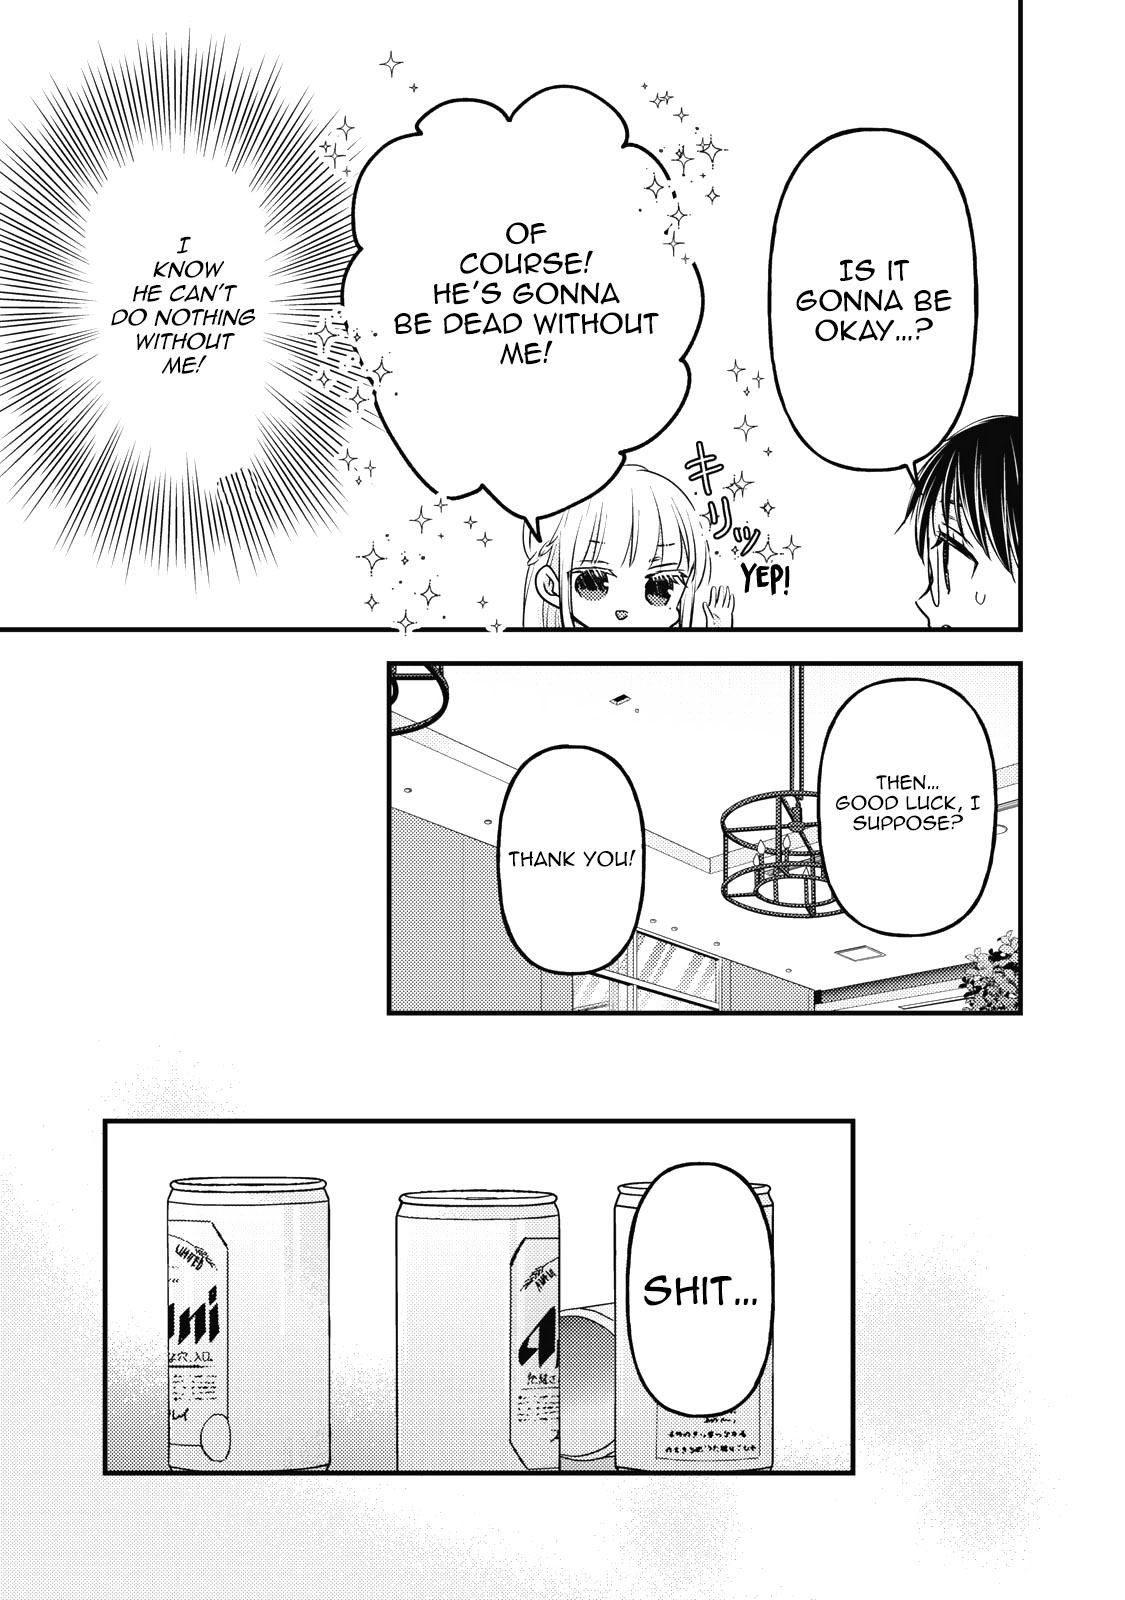 IS IT
GONNA BE
OKAY...?
OF
COURSE!
HE'S GONNA
BE DEAD WITHOUT
ME!
キリッ
YEP!
I
KNOW
HE CAN'T
DO NOTHING
WITHOUT
ME!
THEN...
GOOD LUCK, I
SUPPOSE?
THANK YOU!
SHIT...
UNITED